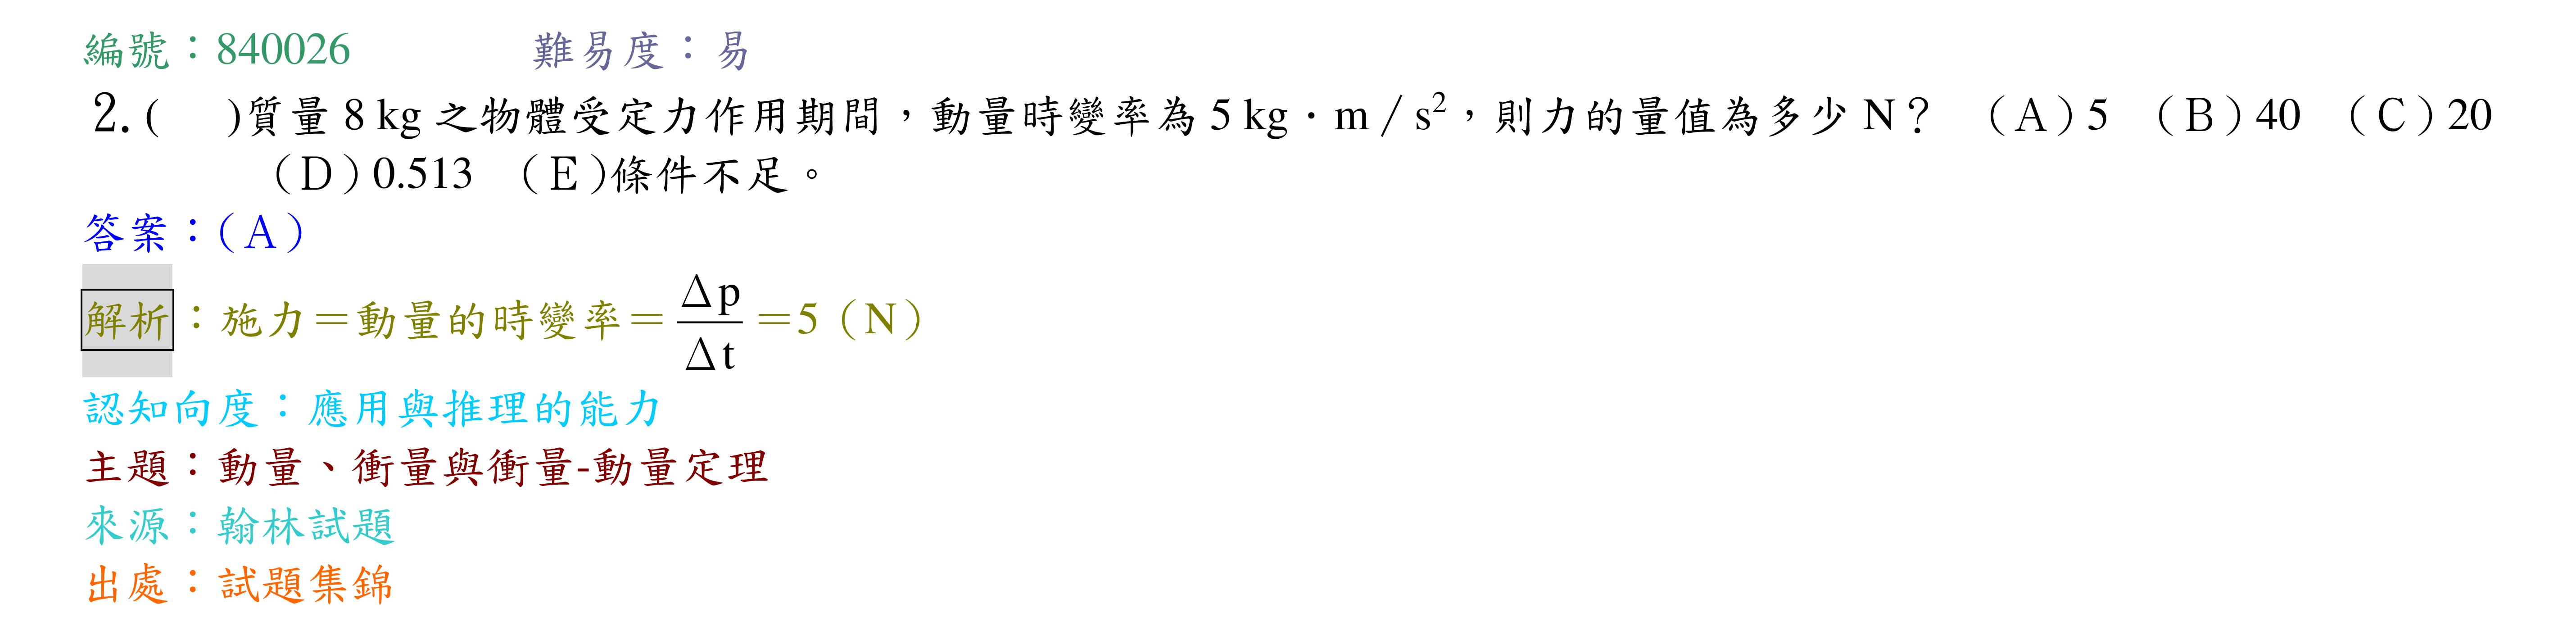 編號：840026　難易度：易
2.(　)質量 8 kg 之物體受定力作用期間，動量時變率為 5 kg．m／s²，則力的量值為多少 N？　（A）5　（B）40　（C）20
（D）0.513　（E)條件不足。
答案：（A）
解析：施力＝動量的時變率＝Δp/Δt＝5（N）
認知向度：應用與推理的能力
主題：動量、衝量與衝量-動量定理
來源：翰林試題
出處：試題集錦